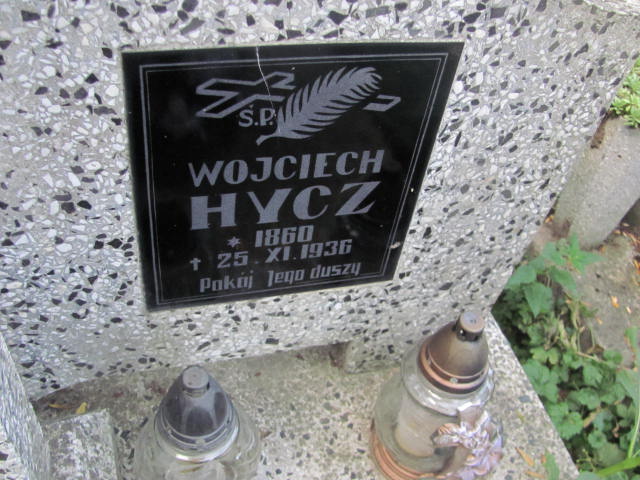 Ś.P.
WOJCIECH
HYCZ
* 1860
† 25. XI. 1936
Pokój Jego duszy